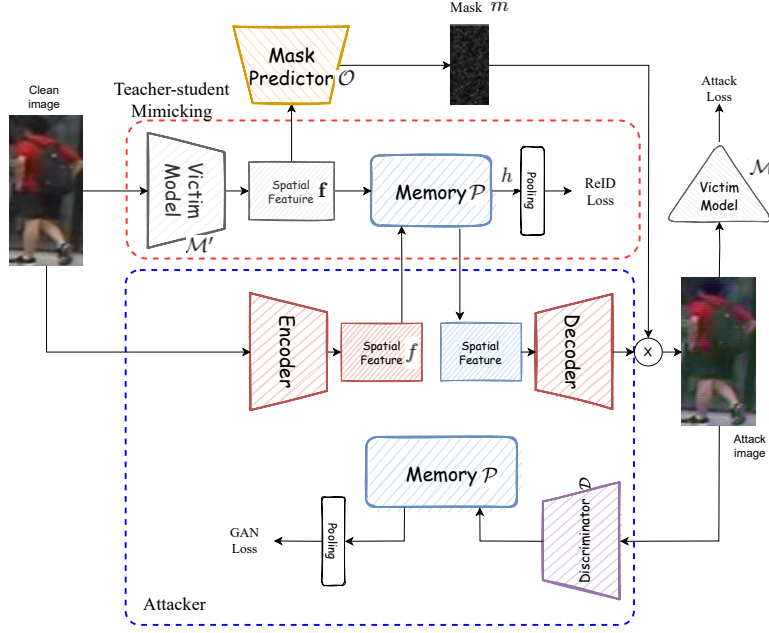 Mask m
Clean
image
Mask
Predictor O
Teacher-student
Mimicking
Attack
Loss
Victim
Model
M'
Spatial
Featuire f
Memory P
h
Pooling
ReID
Loss
M
Victim
Model
Encoder
Spatial
Feature f
Spatial
Feature
Decoder
X
Attack
image
Memory P
Discriminator D
Pooling
GAN
Loss
Attacker